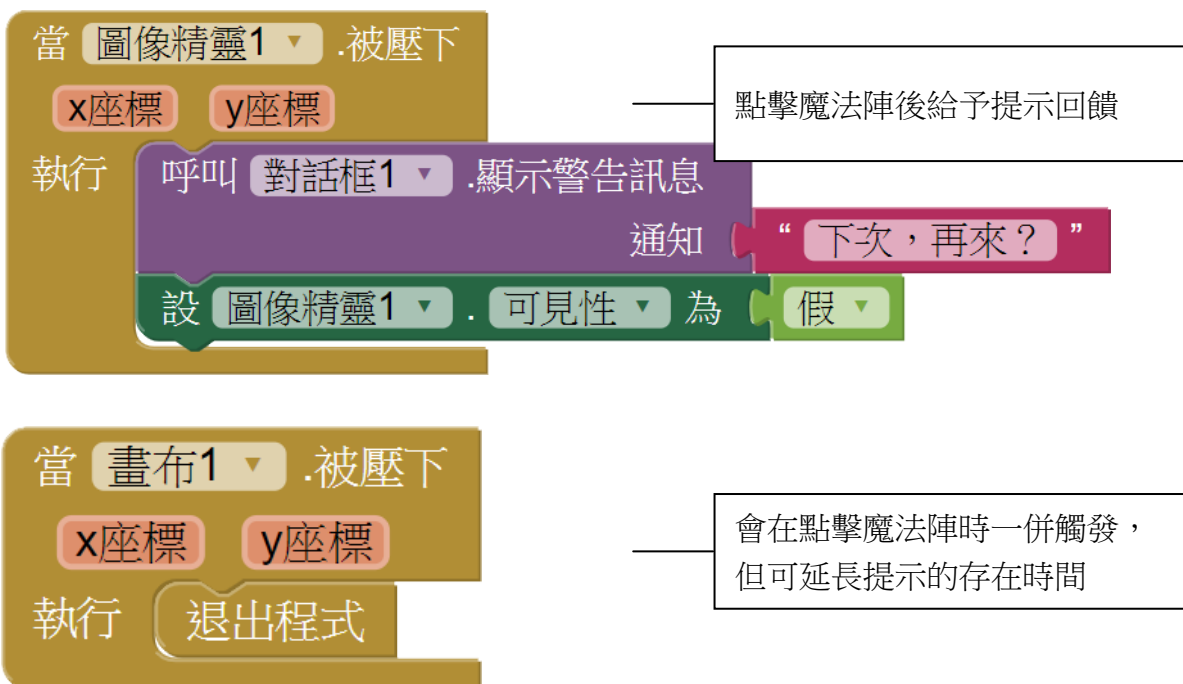 當 圖像精靈1 .被壓下
x座標 y座標
點擊魔法陣後給予提示回饋
執行 呼叫 對話框1 .顯示警告訊息
通知 “ 下次，再來？ ”
設 圖像精靈1 . 可見性 為 假
當 畫布1 .被壓下
x座標 y座標
會在點擊魔法陣時一併觸發，
但可延長提示的存在時間
執行 退出程式